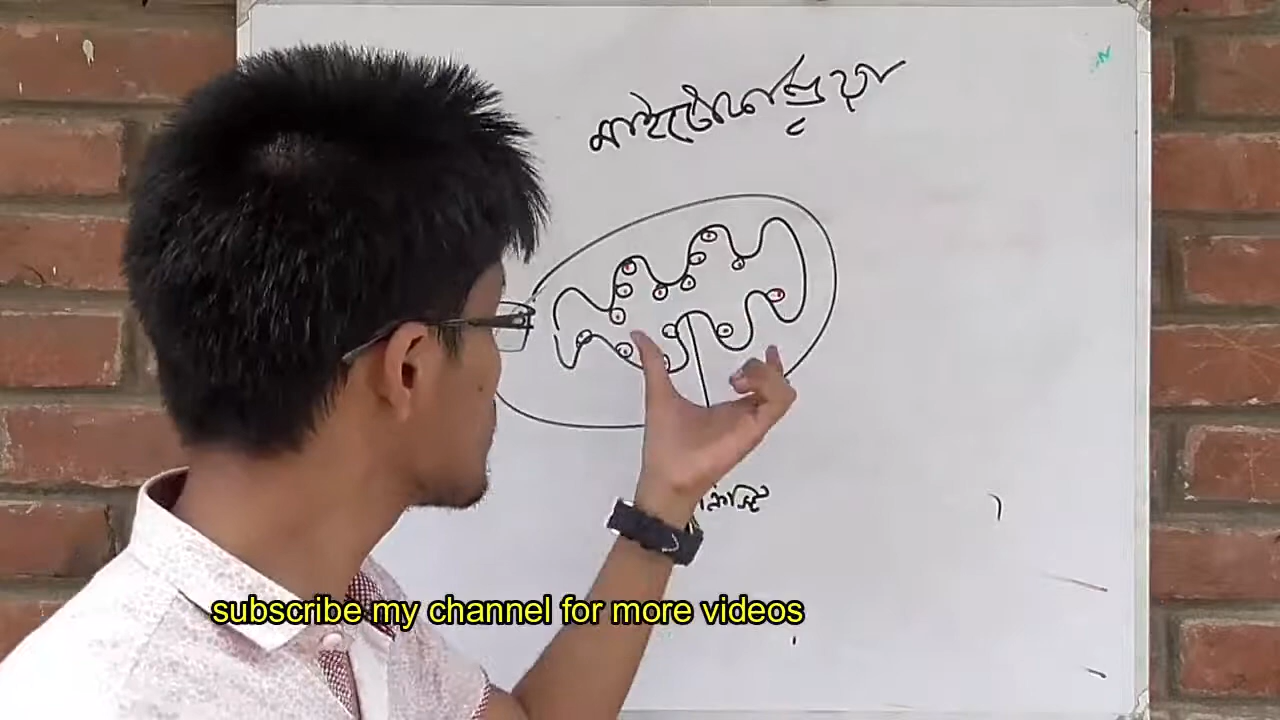 মাইটোকন্ড্রিয়া
ক্রিস্টি
subscribe my channel for more videos